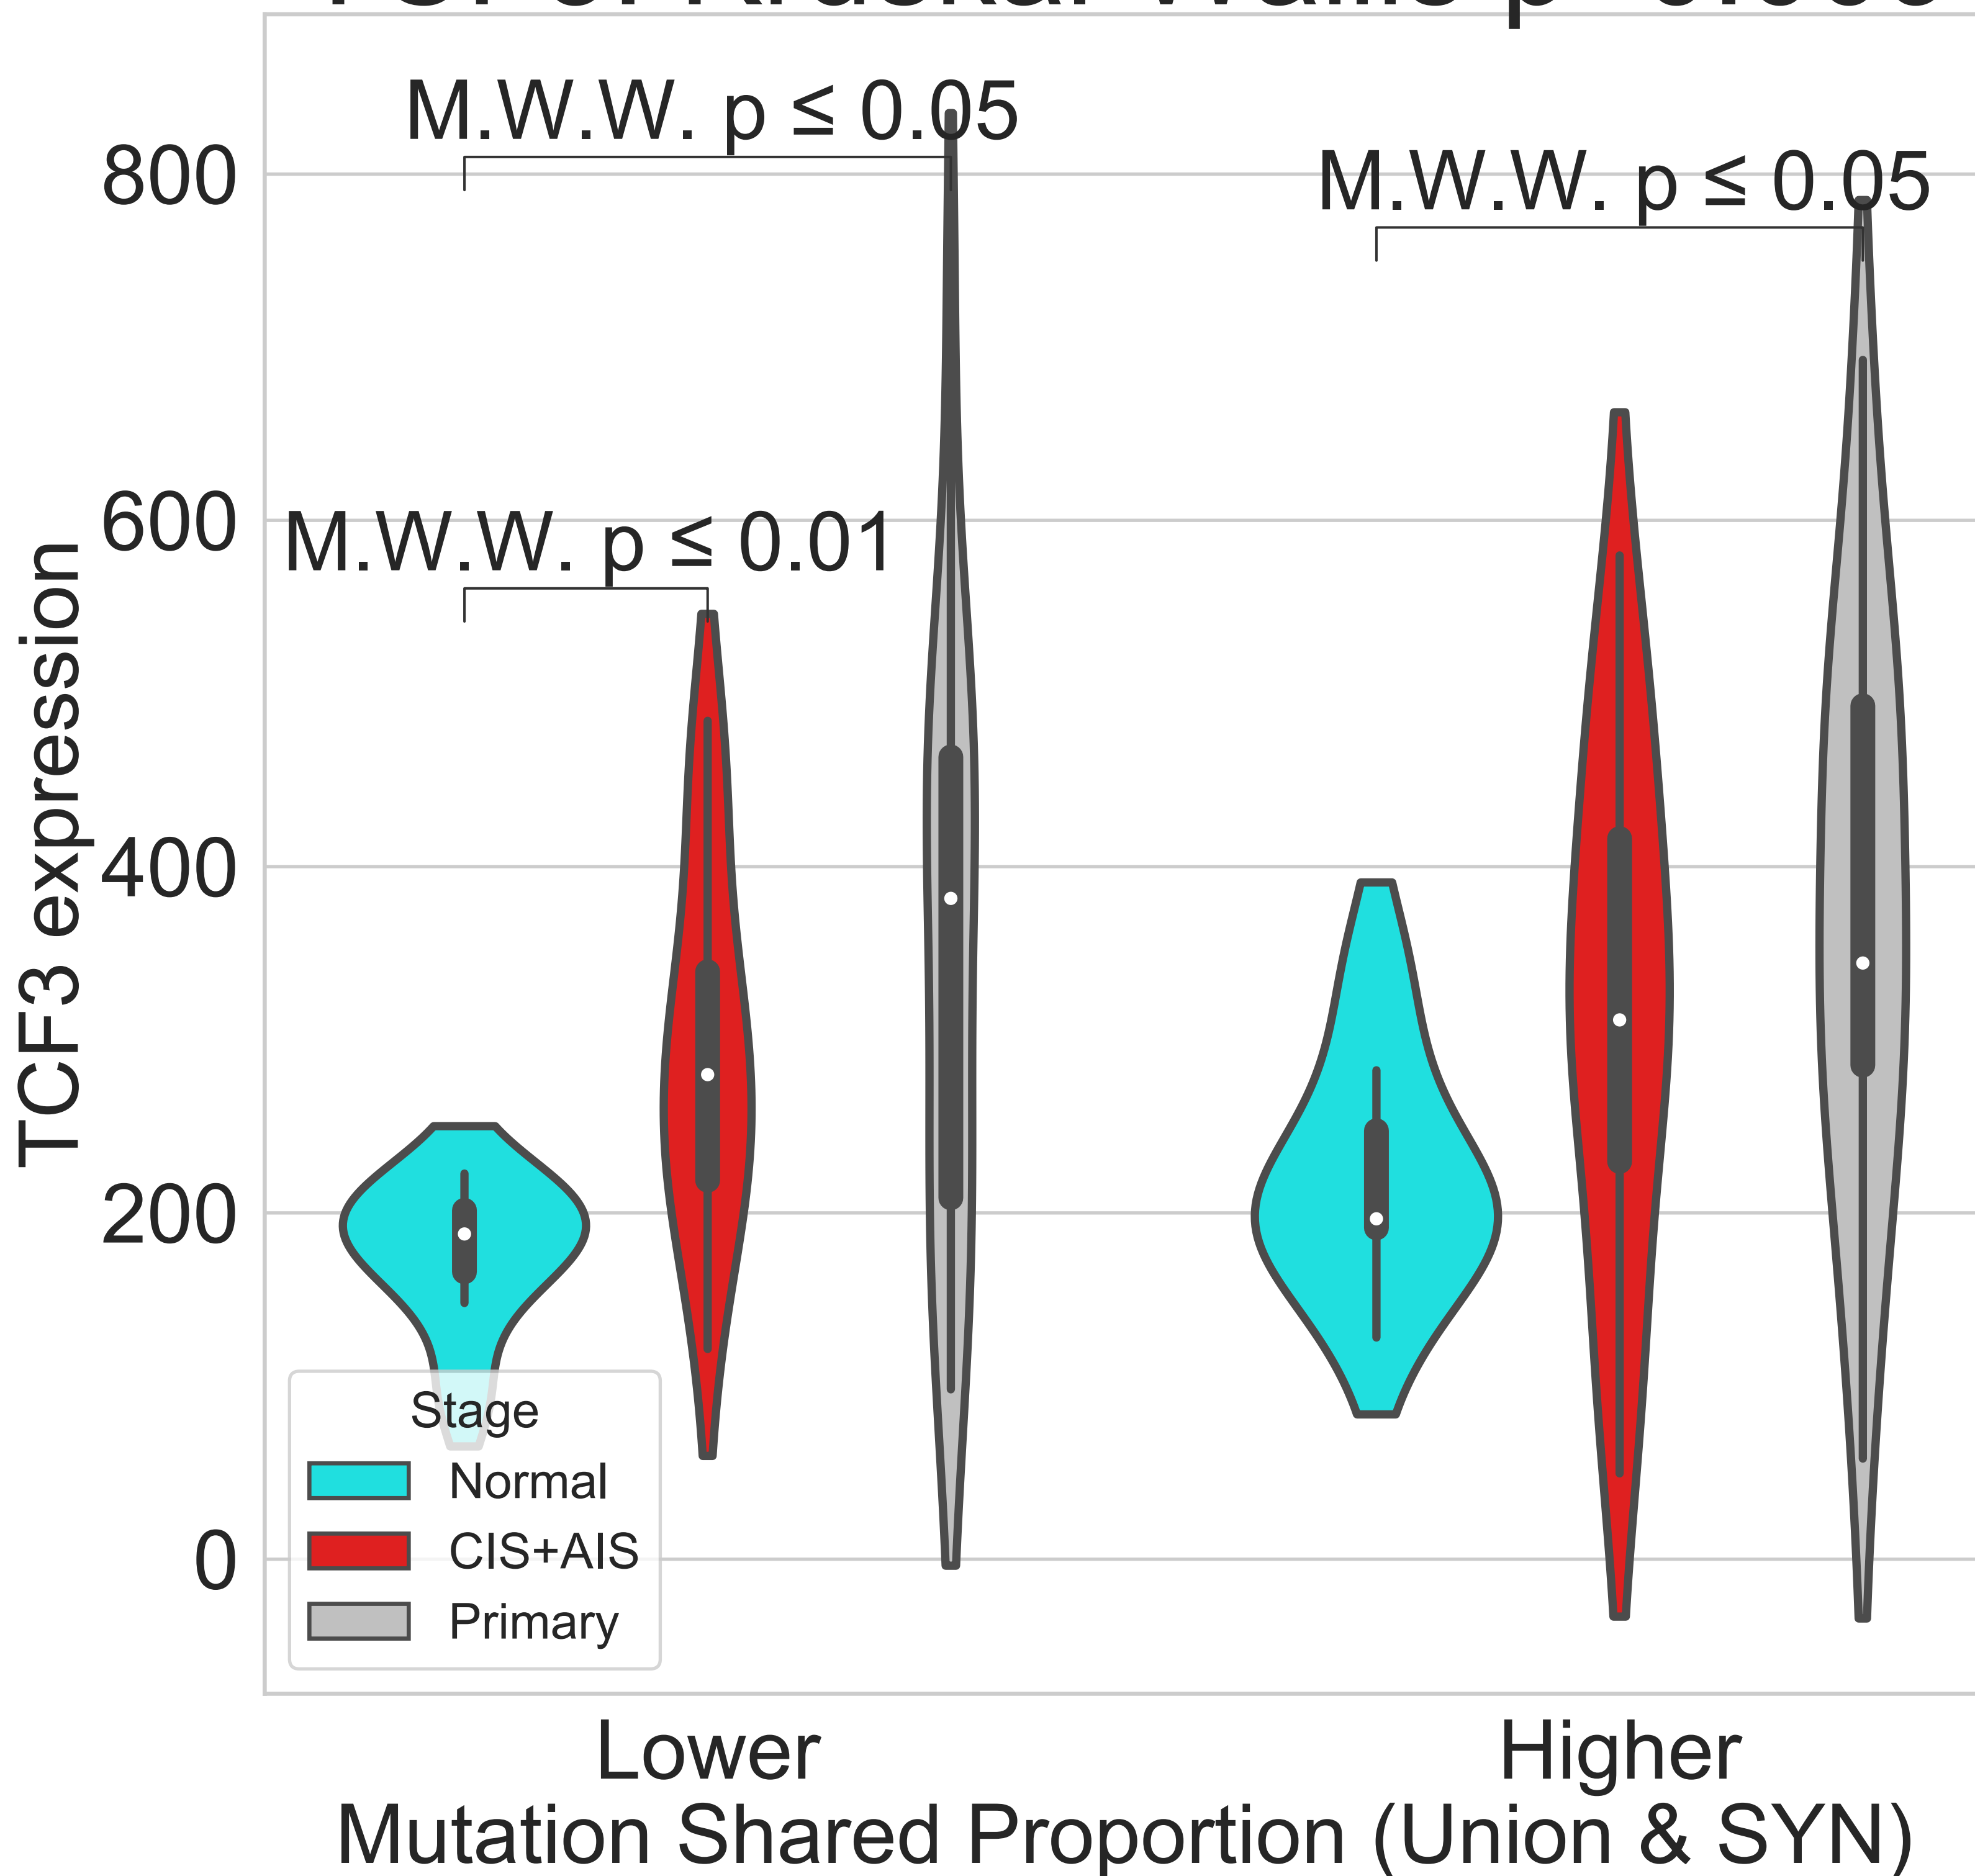 M.W.W. p ≤ 0.05
M.W.W. p ≤ 0.05
M.W.W. p ≤ 0.01
TCF3 expression
800
600
400
200
0
Stage
Normal
CIS+AIS
Primary
Lower
Higher
Mutation Shared Proportion (Union & SYN)